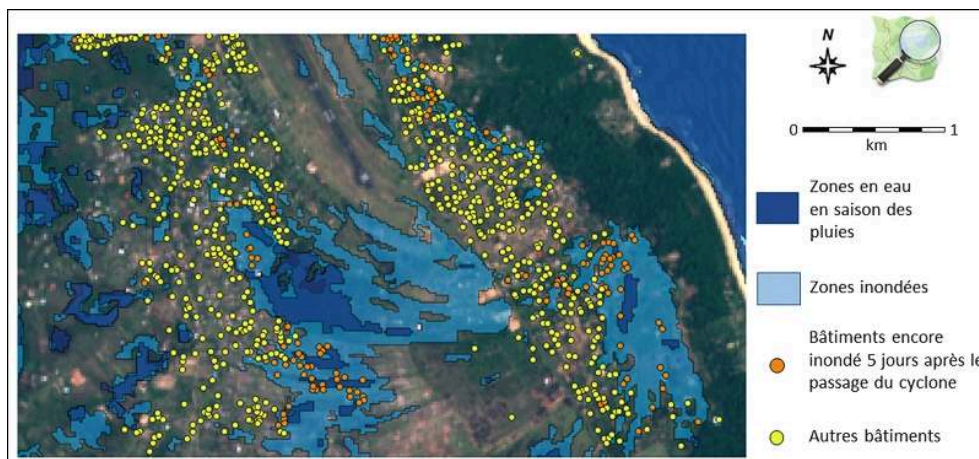 N
0 1
km
Zones en eau
en saison des
pluies
Zones inondées
Bâtiments encore
inondé 5 jours après le
passage du cyclone
Autres bâtiments